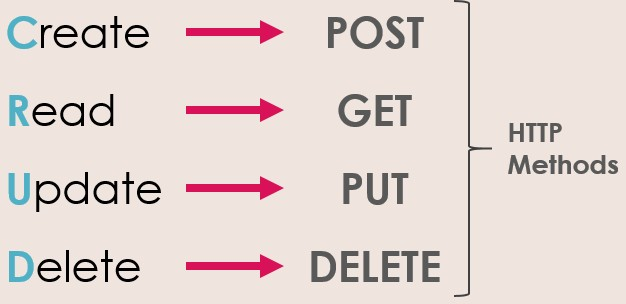 Create POST
Read GET
Update PUT
Delete DELETE
HTTP
Methods